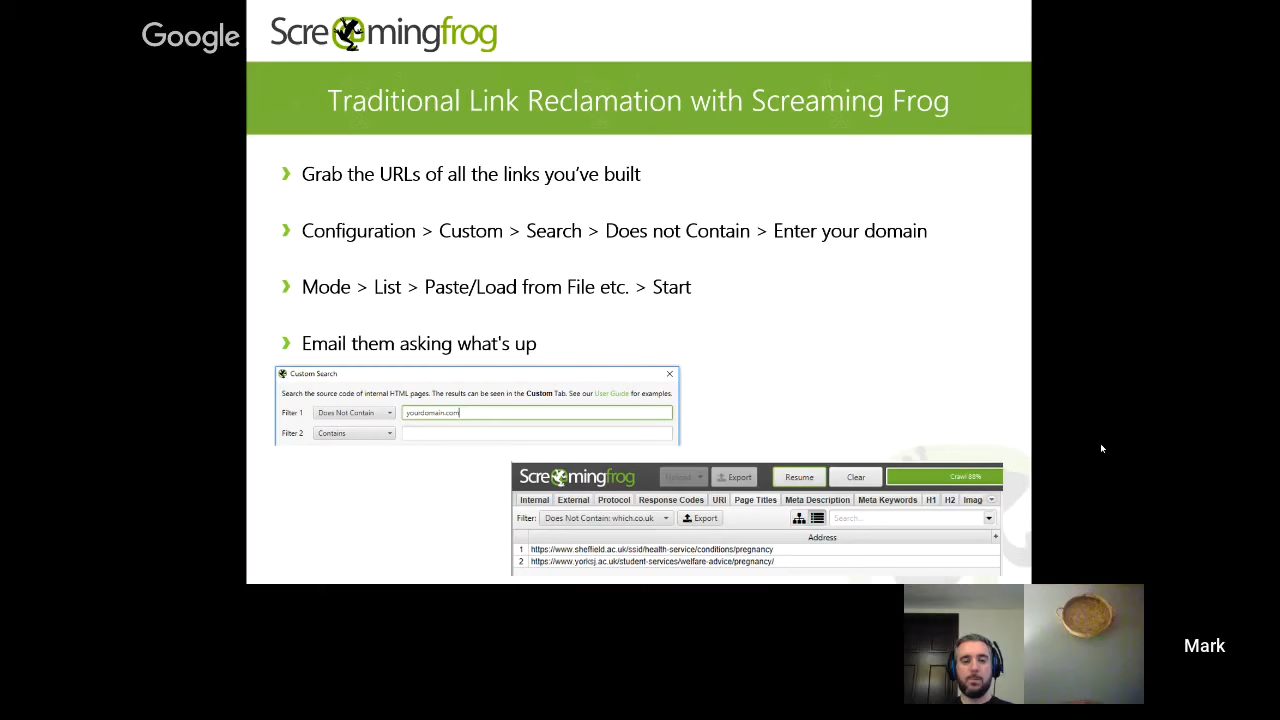 Google
Screamingfrog
Traditional Link Reclamation with Screaming Frog
Grab the URLs of all the links you've built
Configuration > Custom > Search > Does not Contain > Enter your domain
Mode > List > Paste/Load from File etc. > Start
Email them asking what's up
Custom Search
Search the source code of internal HTML pages. The results can be seen in the Custom Tab. See our User Guide for examples.
Filter 1 Does Not Contain yourdomain.com
Filter 2 Contains
Screamingfrog Export Resume Clear Crawl 88%
Internal External Protocol Response Codes URI Page Titles Meta Description Meta Keywords H1 H2 Imag
Filter: Does Not Contain: which.co.uk Export Search...
Address
1 https://www.sheffield.ac.uk/ssid/health-service/conditions/pregnancy
2 https://www.yorksj.ac.uk/student-services/welfare-advice/pregnancy/
Mark